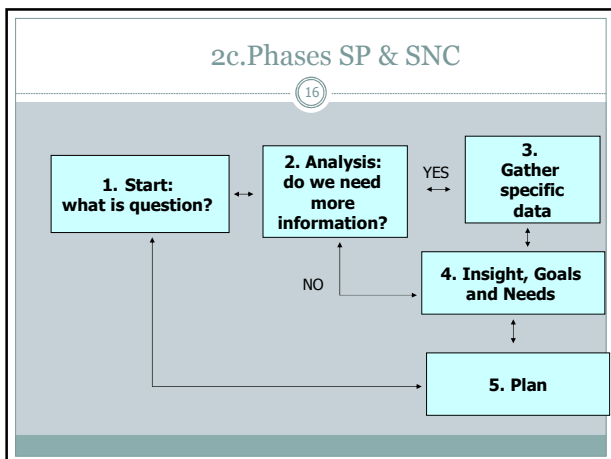 2c.Phases SP & SNC
16
1. Start:
what is question?
2. Analysis:
do we need
more
information?
YES
3.
Gather
specific
data
NO
4. Insight, Goals
and Needs
5. Plan